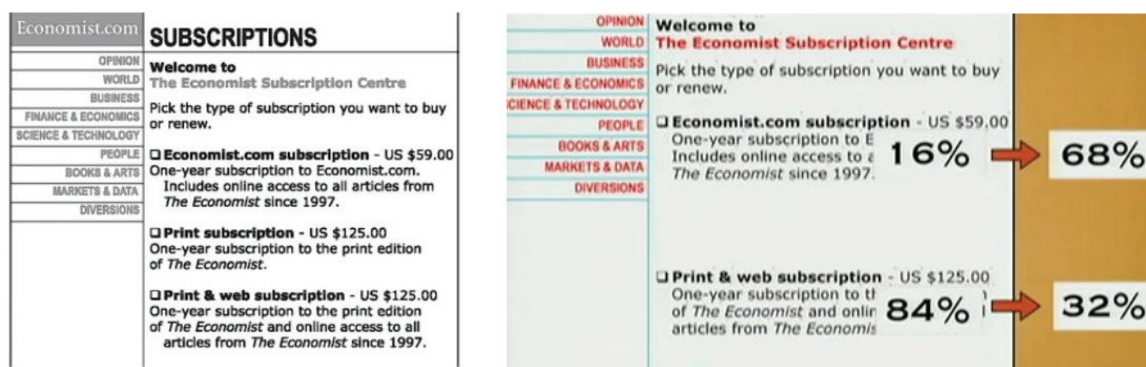 Economist.com
SUBSCRIPTIONS
OPINION
WORLD
BUSINESS
FINANCE & ECONOMICS
SCIENCE & TECHNOLOGY
PEOPLE
BOOKS & ARTS
MARKETS & DATA
DIVERSIONS
Welcome to
The Economist Subscription Centre
Pick the type of subscription you want to buy
or renew.
Economist.com subscription - US $59.00
One-year subscription to Economist.com.
Includes online access to all articles from
The Economist since 1997.
Print subscription - US $125.00
One-year subscription to the print edition
of The Economist.
Print & web subscription - US $125.00
One-year subscription to the print edition
of The Economist and online access to all
articles from The Economist since 1997.
OPINION
WORLD
BUSINESS
FINANCE & ECONOMICS
CIENCE & TECHNOLOGY
PEOPLE
BOOKS & ARTS
MARKETS & DATA
DIVERSIONS
Welcome to
The Economist Subscription Centre
Pick the type of subscription you want to buy
or renew.
Economist.com subscription - US $59.00
One-year subscription to E
Includes online access to a
The Economist since 1997.
16%
68%
Print & web subscription - US $125.00
One-year subscription to th
of The Economist and onlin
articles from The Economis
84%
32%